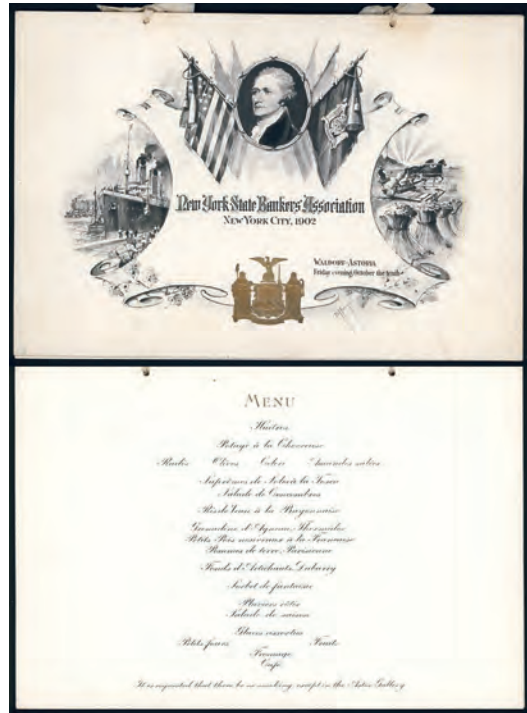 New York State Bankers' Association
NEW YORK CITY, 1902
WALDORF-ASTORIA
Friday evening October the tenth
MENU
Huîtres
Potage à la Chevreuse
Radis Olives Céleri Amandes salées
Suprêmes de Sole à la
Salade de Concombres
Ris de Veau à la Bayonnaise
Grenadins d'Agneau,
Petits Pois nouveaux à la Française
Pommes de terre, Parisienne
Fonds d'Artichauts, Dubarry
Sorbet de fantaisie
Pluviers rôtis
Salade de saison
Glaces assorties
Petits fours Fruits
Fromage
Café
It is requested that there be no smoking, except in the Astor Gallery